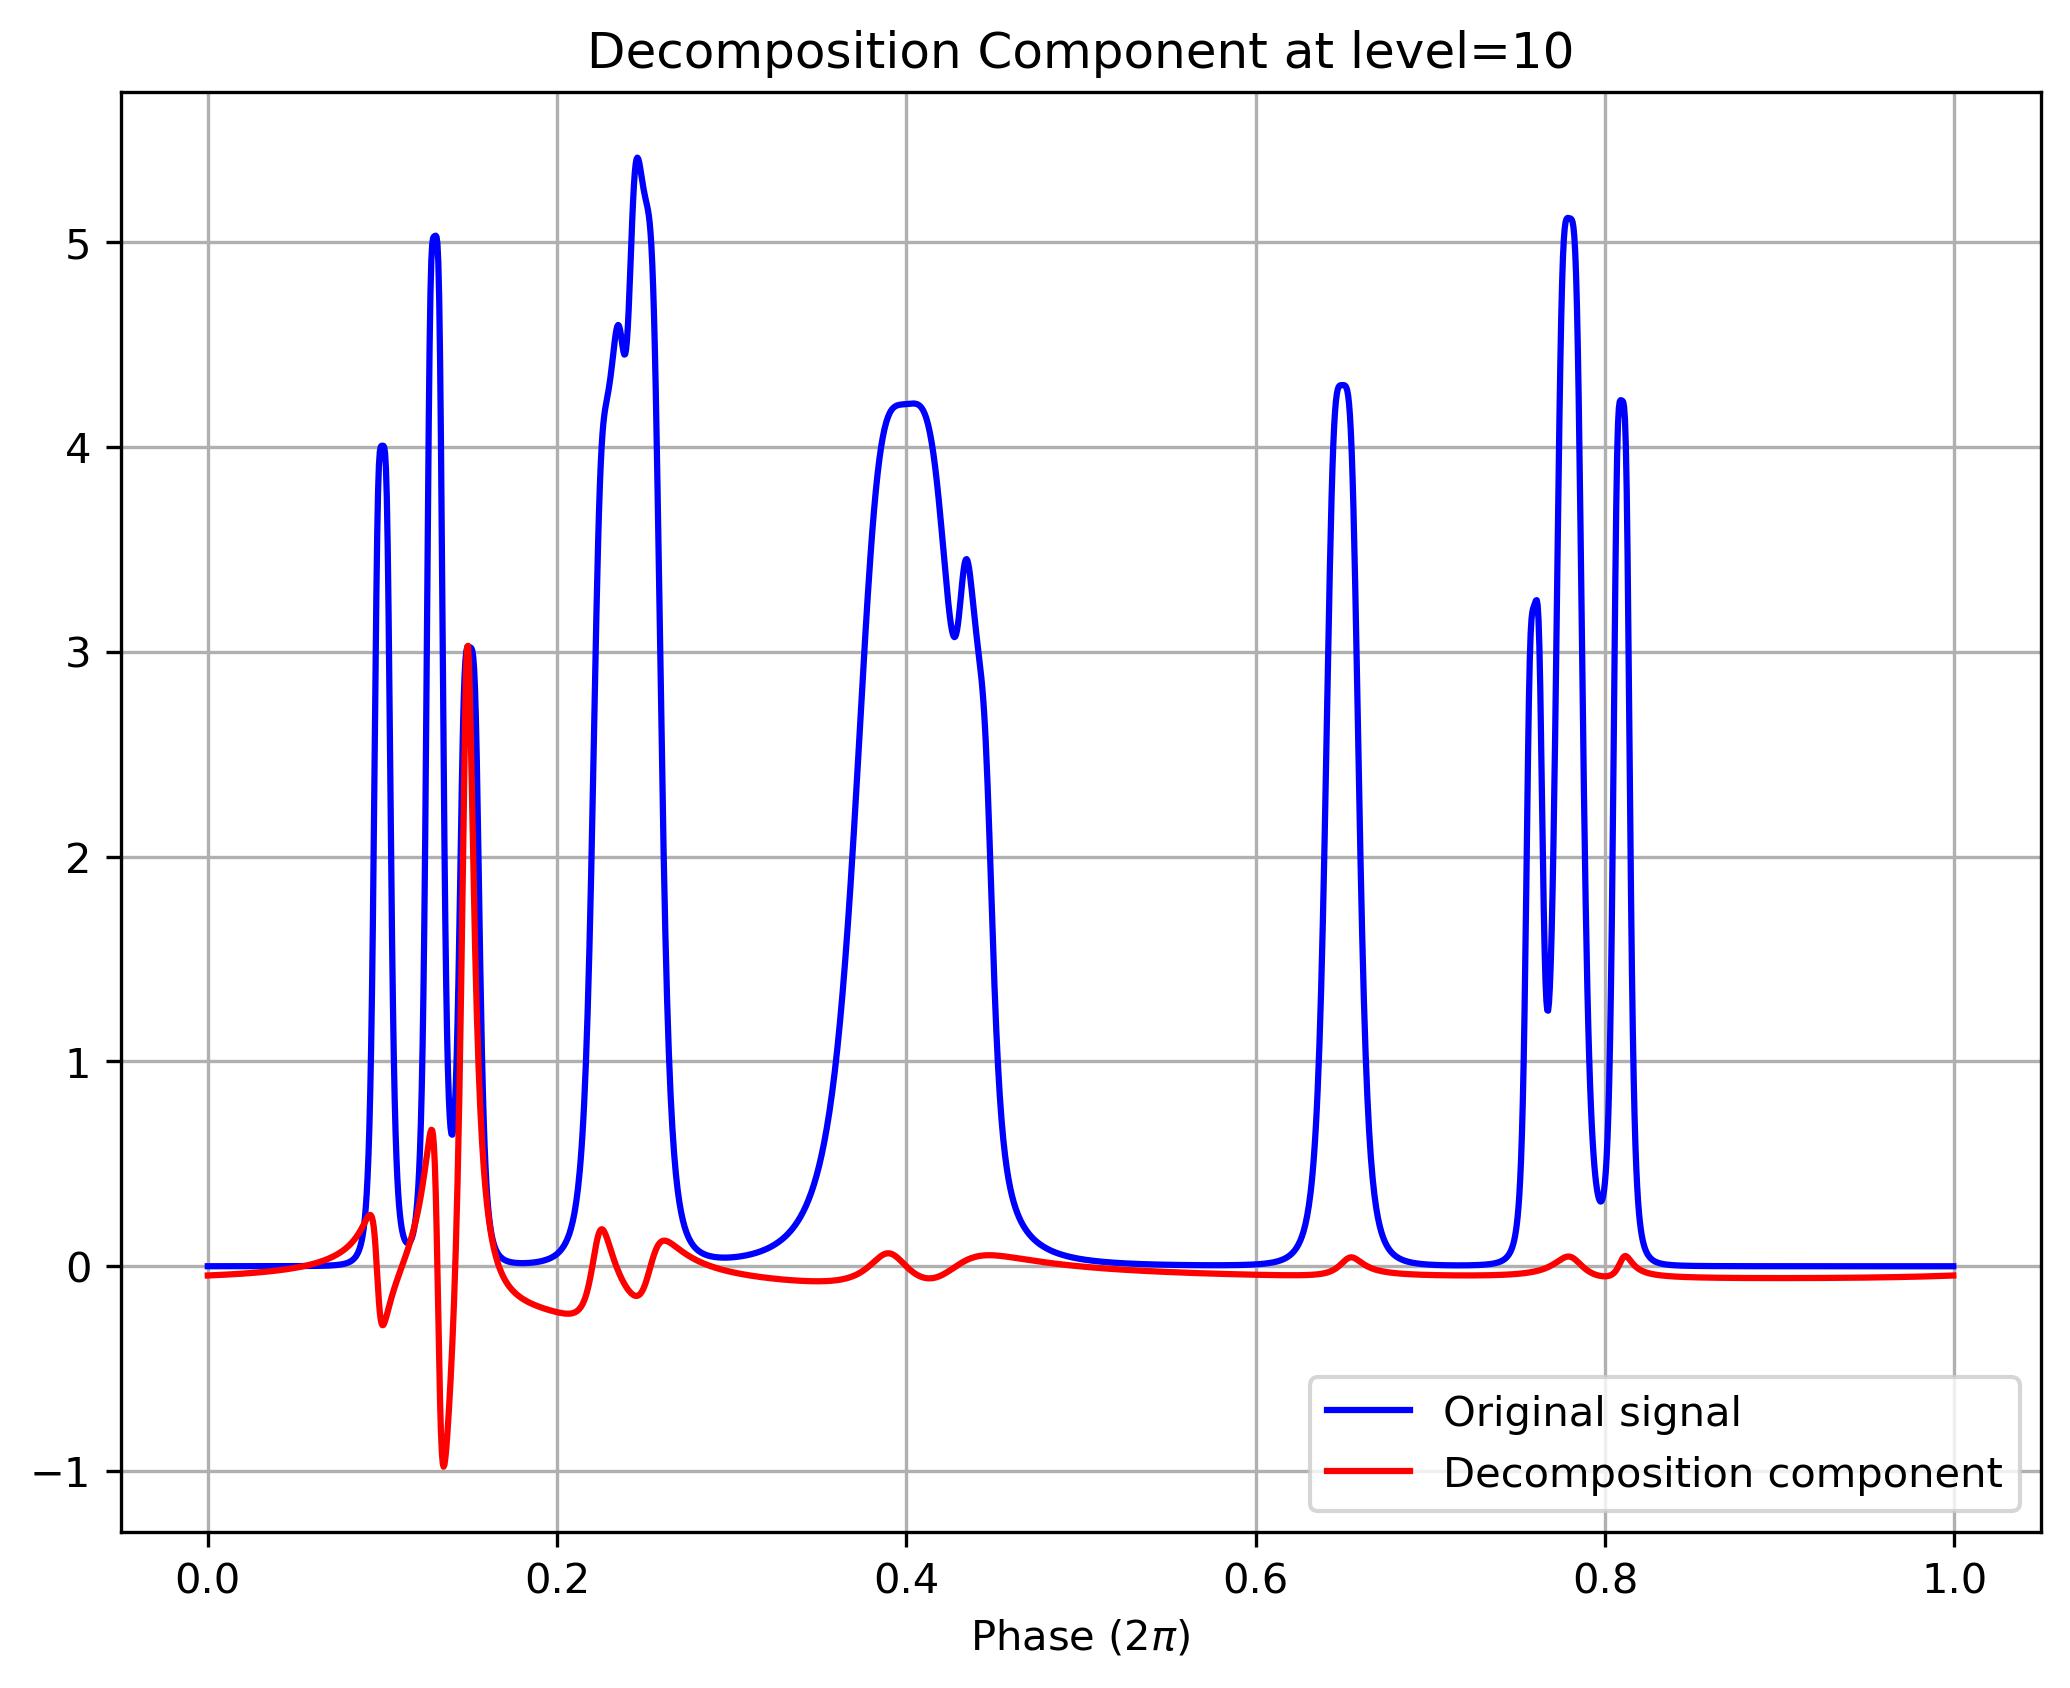 Decomposition Component at level=10
5
4
3
2
1
0
−1
Original signal
Decomposition component
0.0 0.2 0.4 0.6 0.8 1.0
Phase (2π)